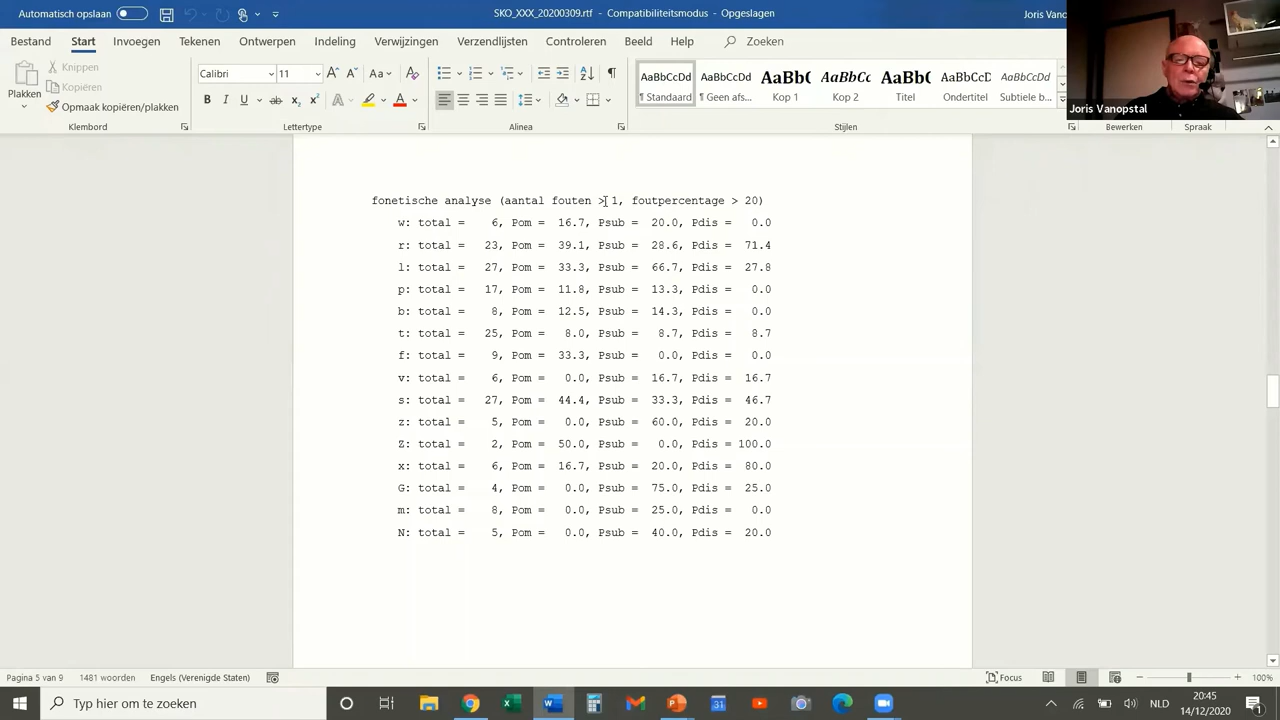 Automatisch opslaan
SKO_XXX_20200309.rtf - Compatibiliteitsmodus - Opgeslagen
Joris Vano
Bestand Start Invoegen Tekenen Ontwerpen Indeling Verwijzingen Verzendlijsten Controleren Beeld Help Zoeken
Plakken
Knippen
Kopiëren
Opmaak kopiëren/plakken
Klembord
Calibri 11
Lettertype
Alinea
AaBbCcDd AaBbCcDd AaBbC AaBbCc AaBbC AaBbCcD AaBbCcDd
¶ Standaard ¶ Geen afs... Kop 1 Kop 2 Titel Ondertitel Subtiele b...
Stijlen
Bewerken
Spraak
Joris Vanopstal
fonetische analyse (aantal fouten > 1, foutpercentage > 20)
w: total = 6, Pom = 16.7, Psub = 20.0, Pdis = 0.0
r: total = 23, Pom = 39.1, Psub = 28.6, Pdis = 71.4
l: total = 27, Pom = 33.3, Psub = 66.7, Pdis = 27.8
p: total = 17, Pom = 11.8, Psub = 13.3, Pdis = 0.0
b: total = 8, Pom = 12.5, Psub = 14.3, Pdis = 0.0
t: total = 25, Pom = 8.0, Psub = 8.7, Pdis = 8.7
f: total = 9, Pom = 33.3, Psub = 0.0, Pdis = 0.0
v: total = 6, Pom = 0.0, Psub = 16.7, Pdis = 16.7
s: total = 27, Pom = 44.4, Psub = 33.3, Pdis = 46.7
z: total = 5, Pom = 0.0, Psub = 60.0, Pdis = 20.0
Z: total = 2, Pom = 50.0, Psub = 0.0, Pdis = 100.0
x: total = 6, Pom = 16.7, Psub = 20.0, Pdis = 80.0
G: total = 4, Pom = 0.0, Psub = 75.0, Pdis = 25.0
m: total = 8, Pom = 0.0, Psub = 25.0, Pdis = 0.0
N: total = 5, Pom = 0.0, Psub = 40.0, Pdis = 20.0
Pagina 5 van 9 1481 woorden Engels (Verenigde Staten) Focus 100%
Typ hier om te zoeken
NLD
20:45
14/12/2020